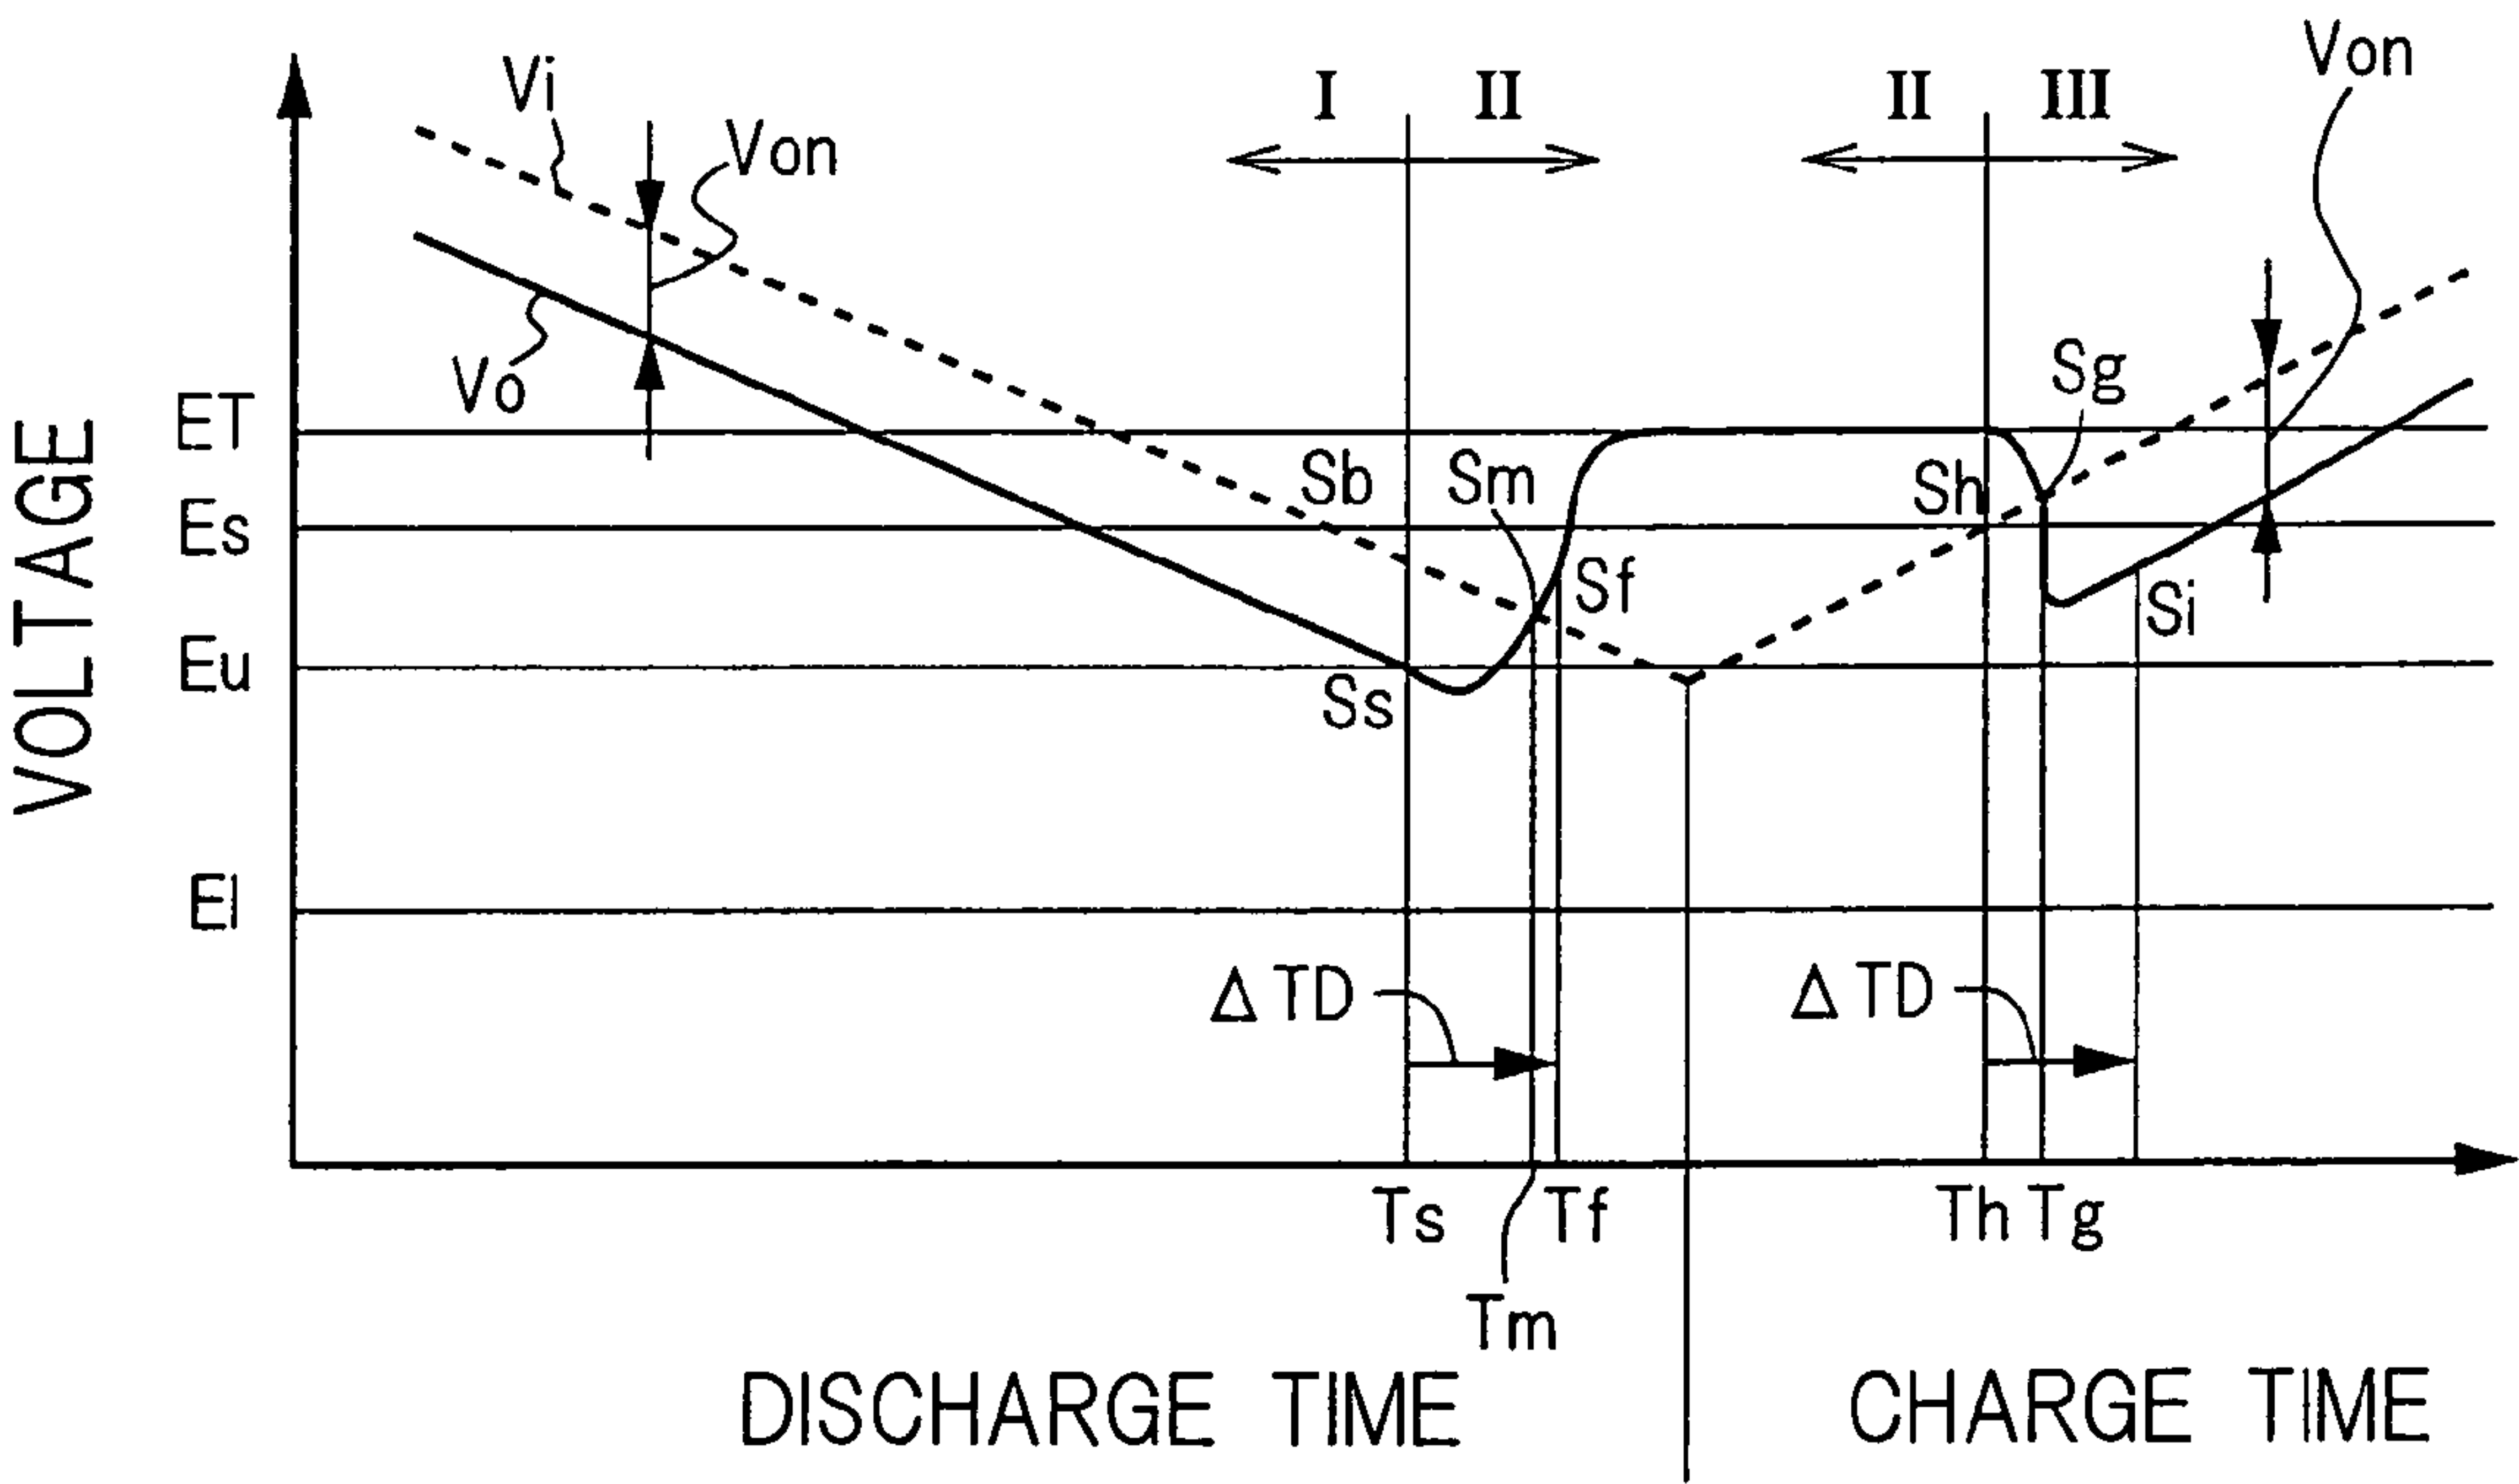 Von
Vi
I
II
II
III
Von
Vo
Sg
ET
Sb
Sm
Sh
Es
Sf
Si
Eu
Ss
El
VOLTAGE
ΔTD
ΔTD
Ts
Tf
Th
Tg
Tm
DISCHARGE TIME
CHARGE TIME